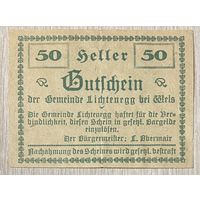 50 Heller 50
Gutschein
der Gemeinde Lichtenegg bei Wels
Die Gemeinde Lichtenegg haftet für die Ver-
bindlichkeit, diesen Schein in gesetzl. Bargelde
einzulösen.
Der Bürgermeister: L. Obermair
Nachahmung des Scheines wird gesetzl. bestraft